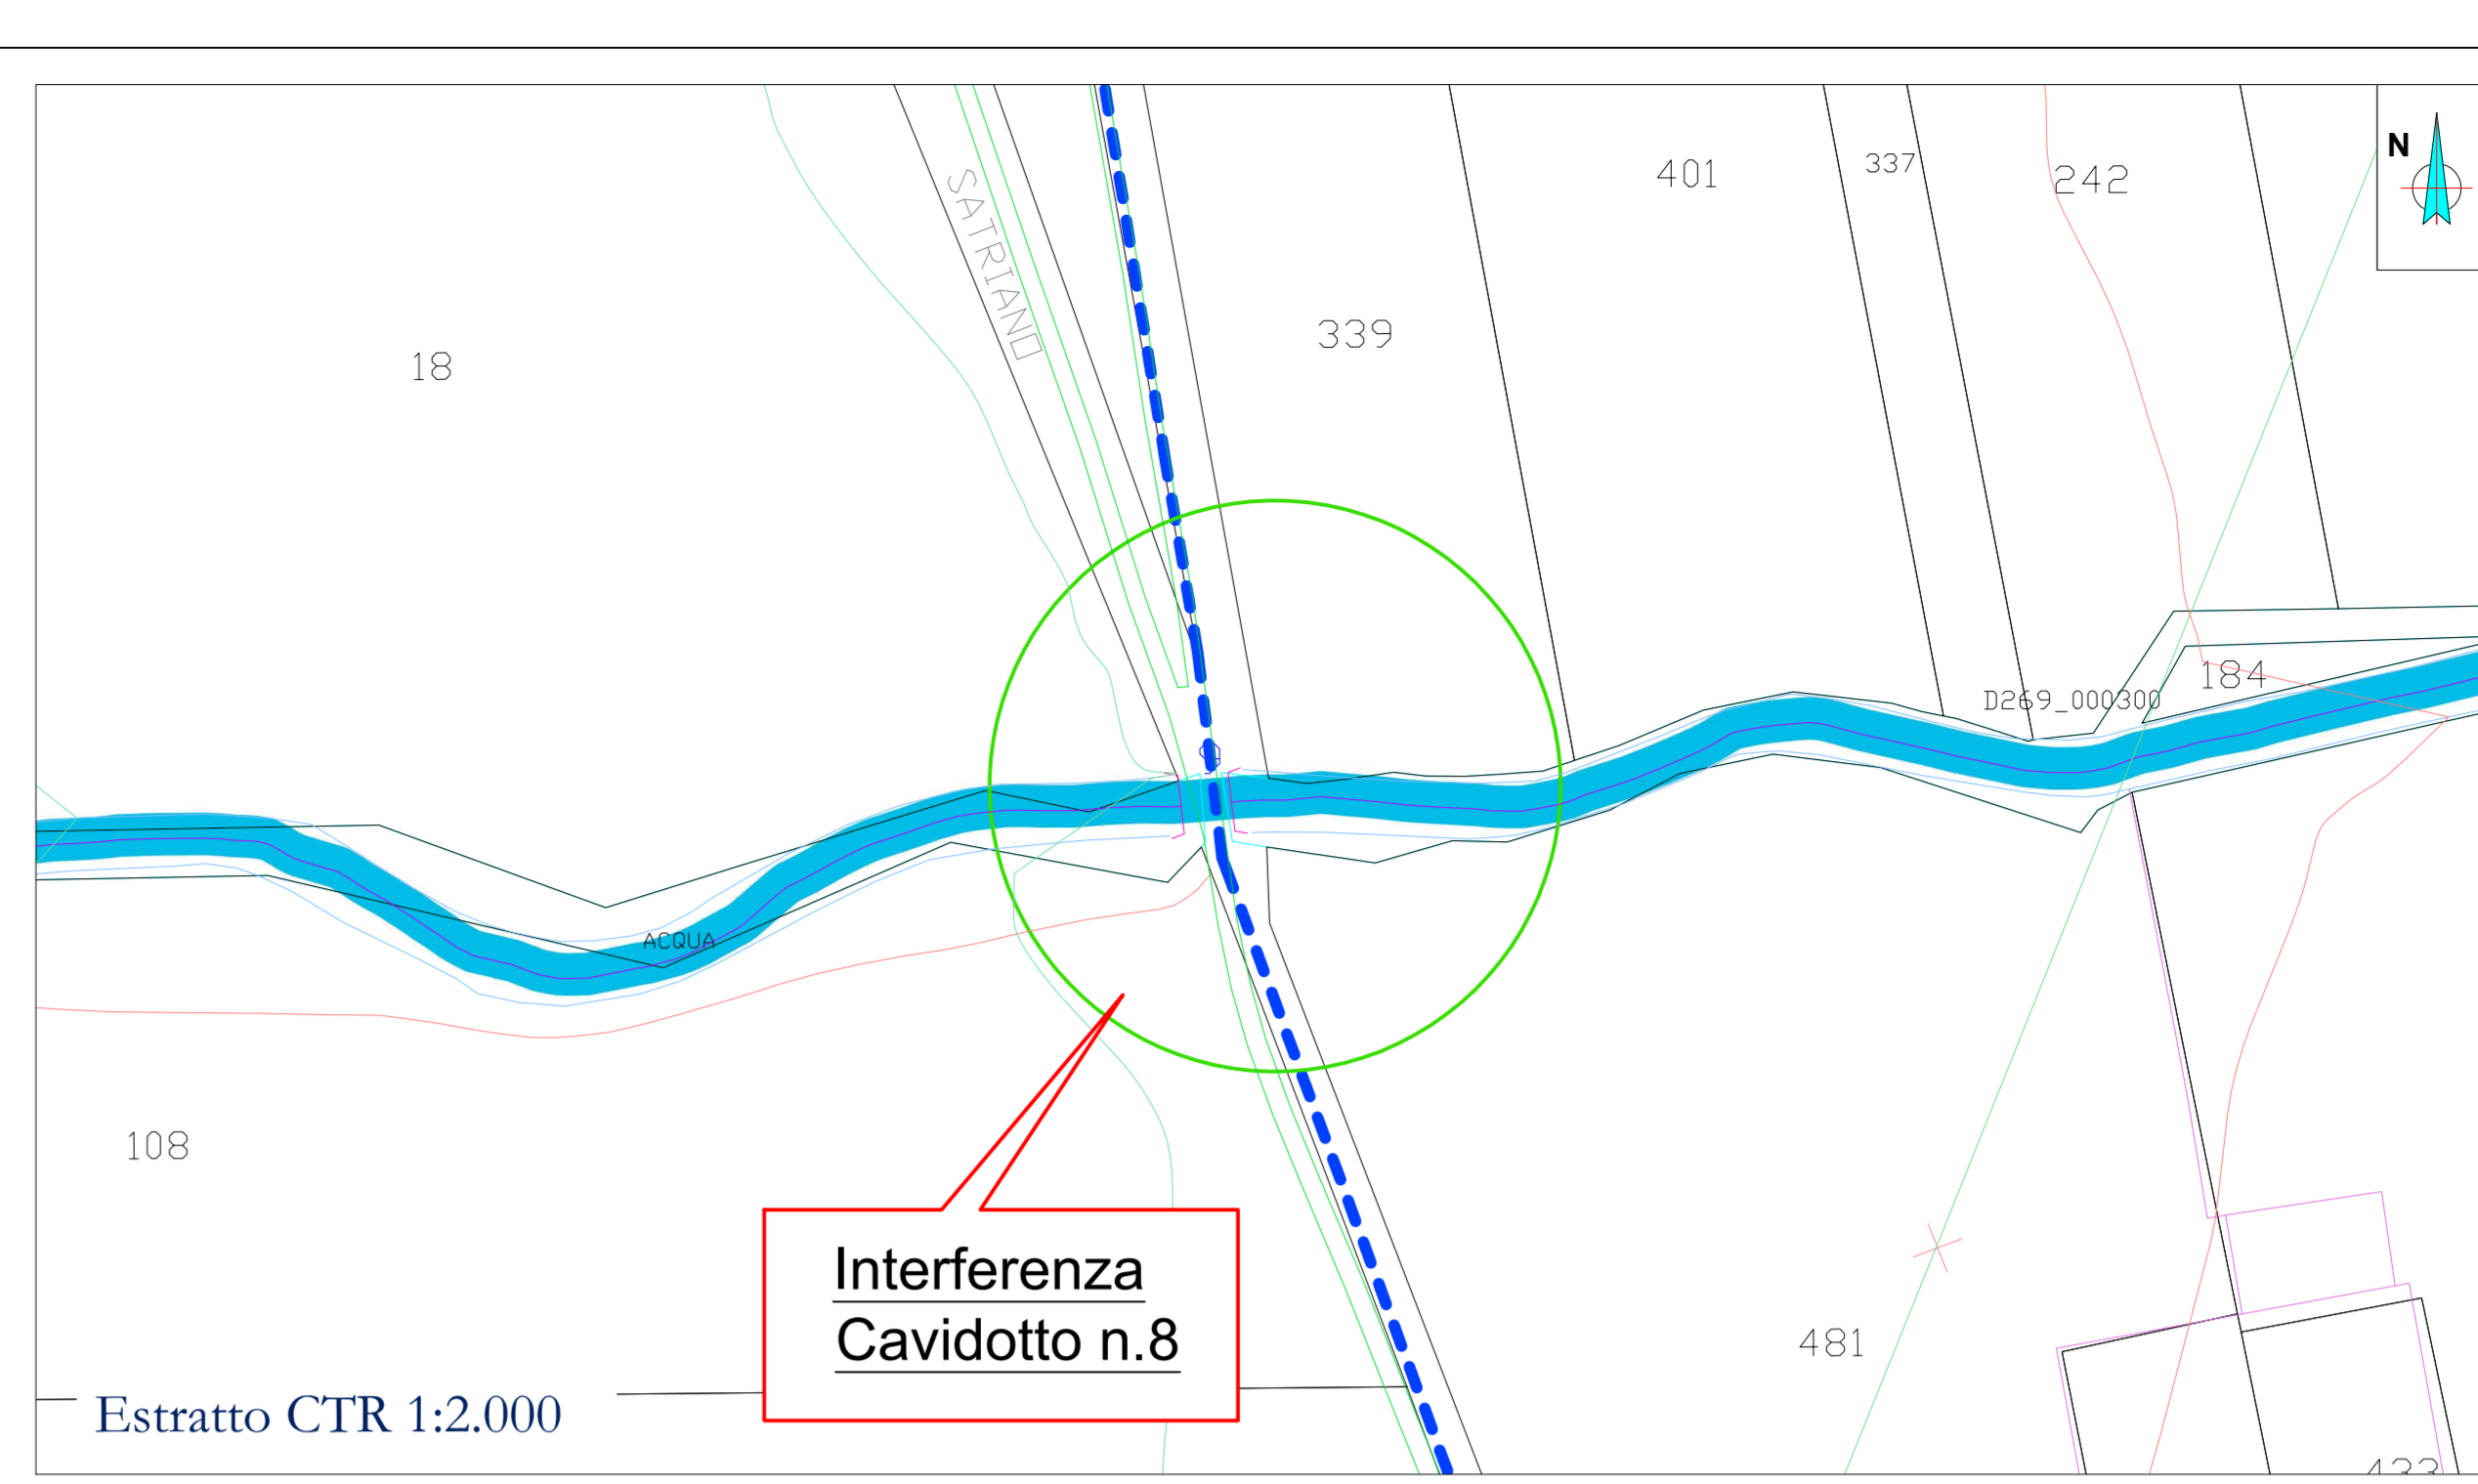 401
337
242
N
SATRIANO
339
18
184
D269_000300
ACQUA
108
Interferenza
Cavidotto n.8
481
Estratto CTR 1:2.000